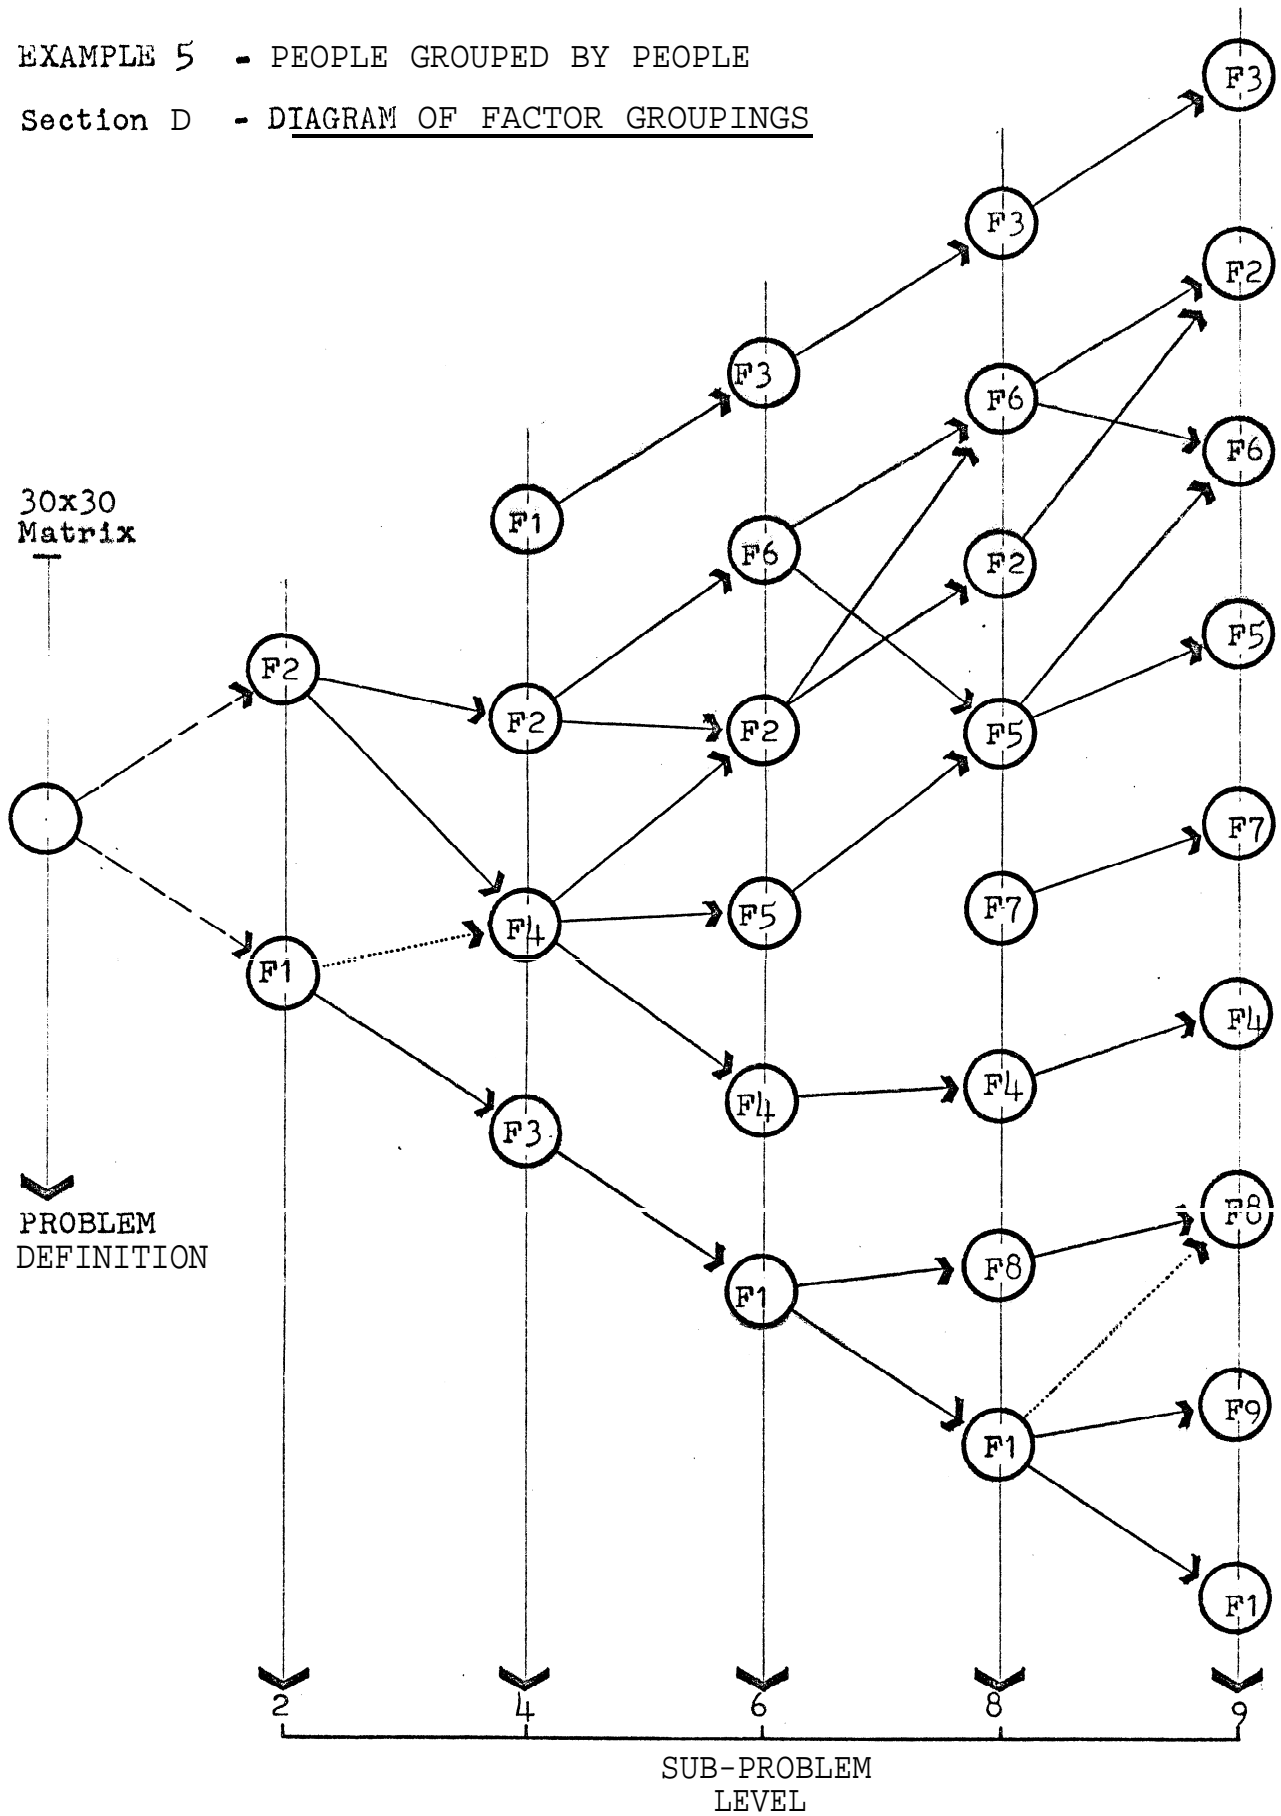 EXAMPLE 5 - PEOPLE GROUPED BY PEOPLE
Section D - DIAGRAM OF FACTOR GROUPINGS
30x30
Matrix
PROBLEM
DEFINITION
F2
F1
F1
F2
F4
F3
F3
F6
F2
F5
F4
F1
F3
F6
F2
F5
F7
F4
F8
F1
F3
F2
F6
F5
F7
F4
F8
F9
F1
2 4 6 8 9
SUB-PROBLEM
LEVEL